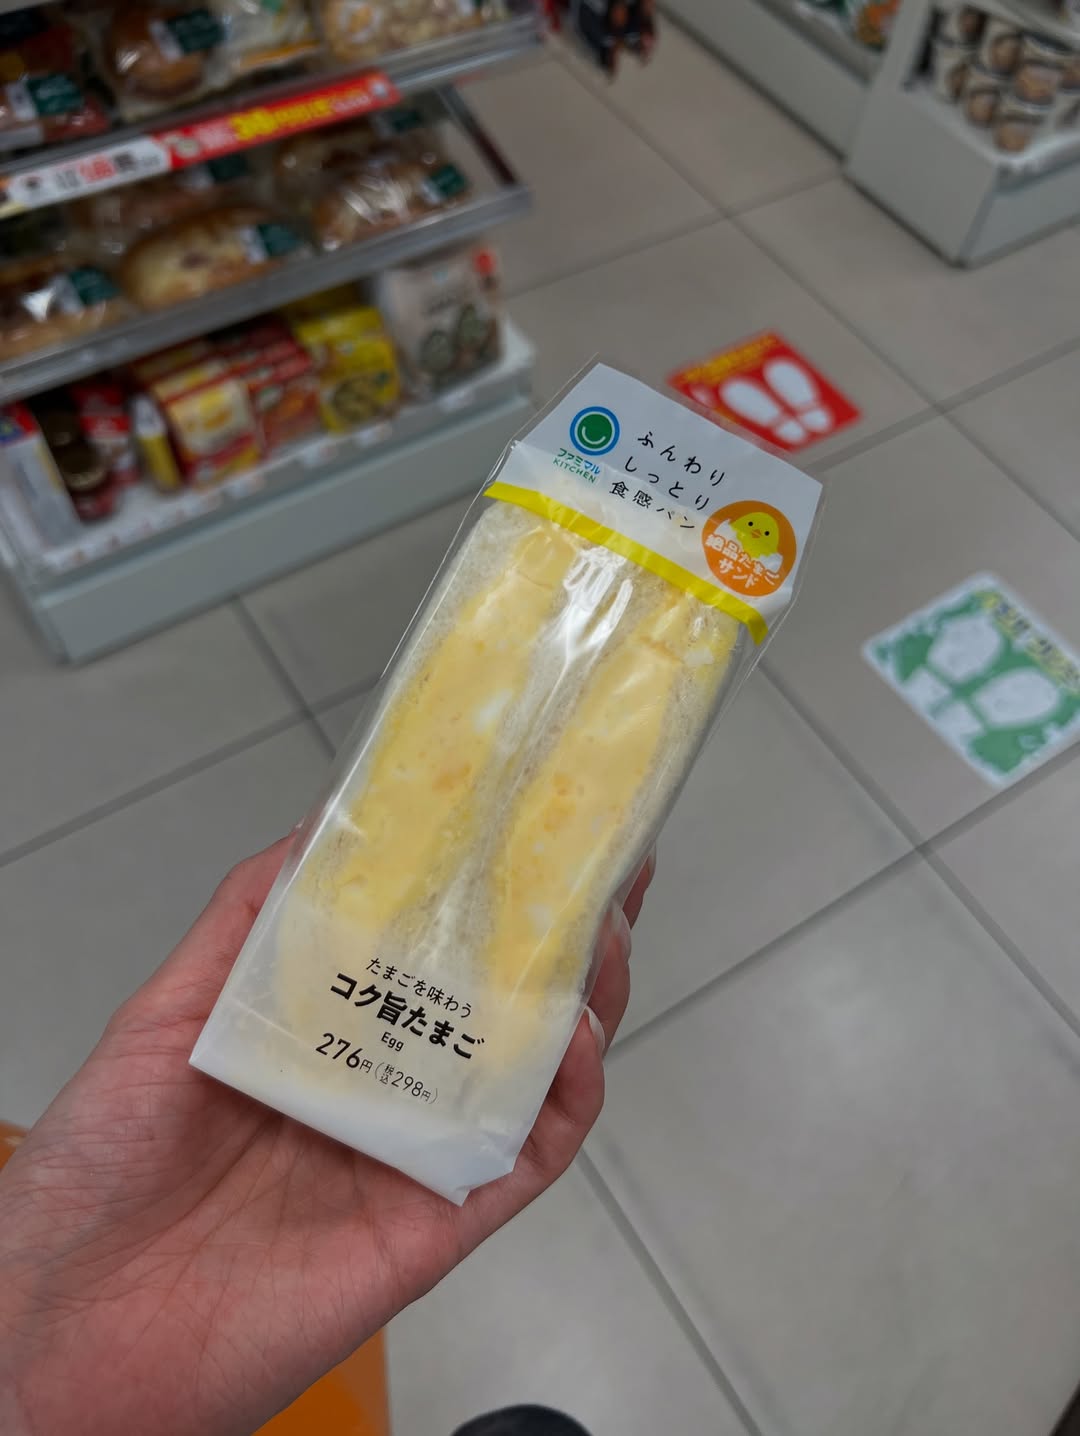 ファミマル
KITCHEN
ふんわり
しっとり
食感パン
絶品たまご
サンド
たまごを味わう
コク旨たまご
Egg
276円(税込298円)